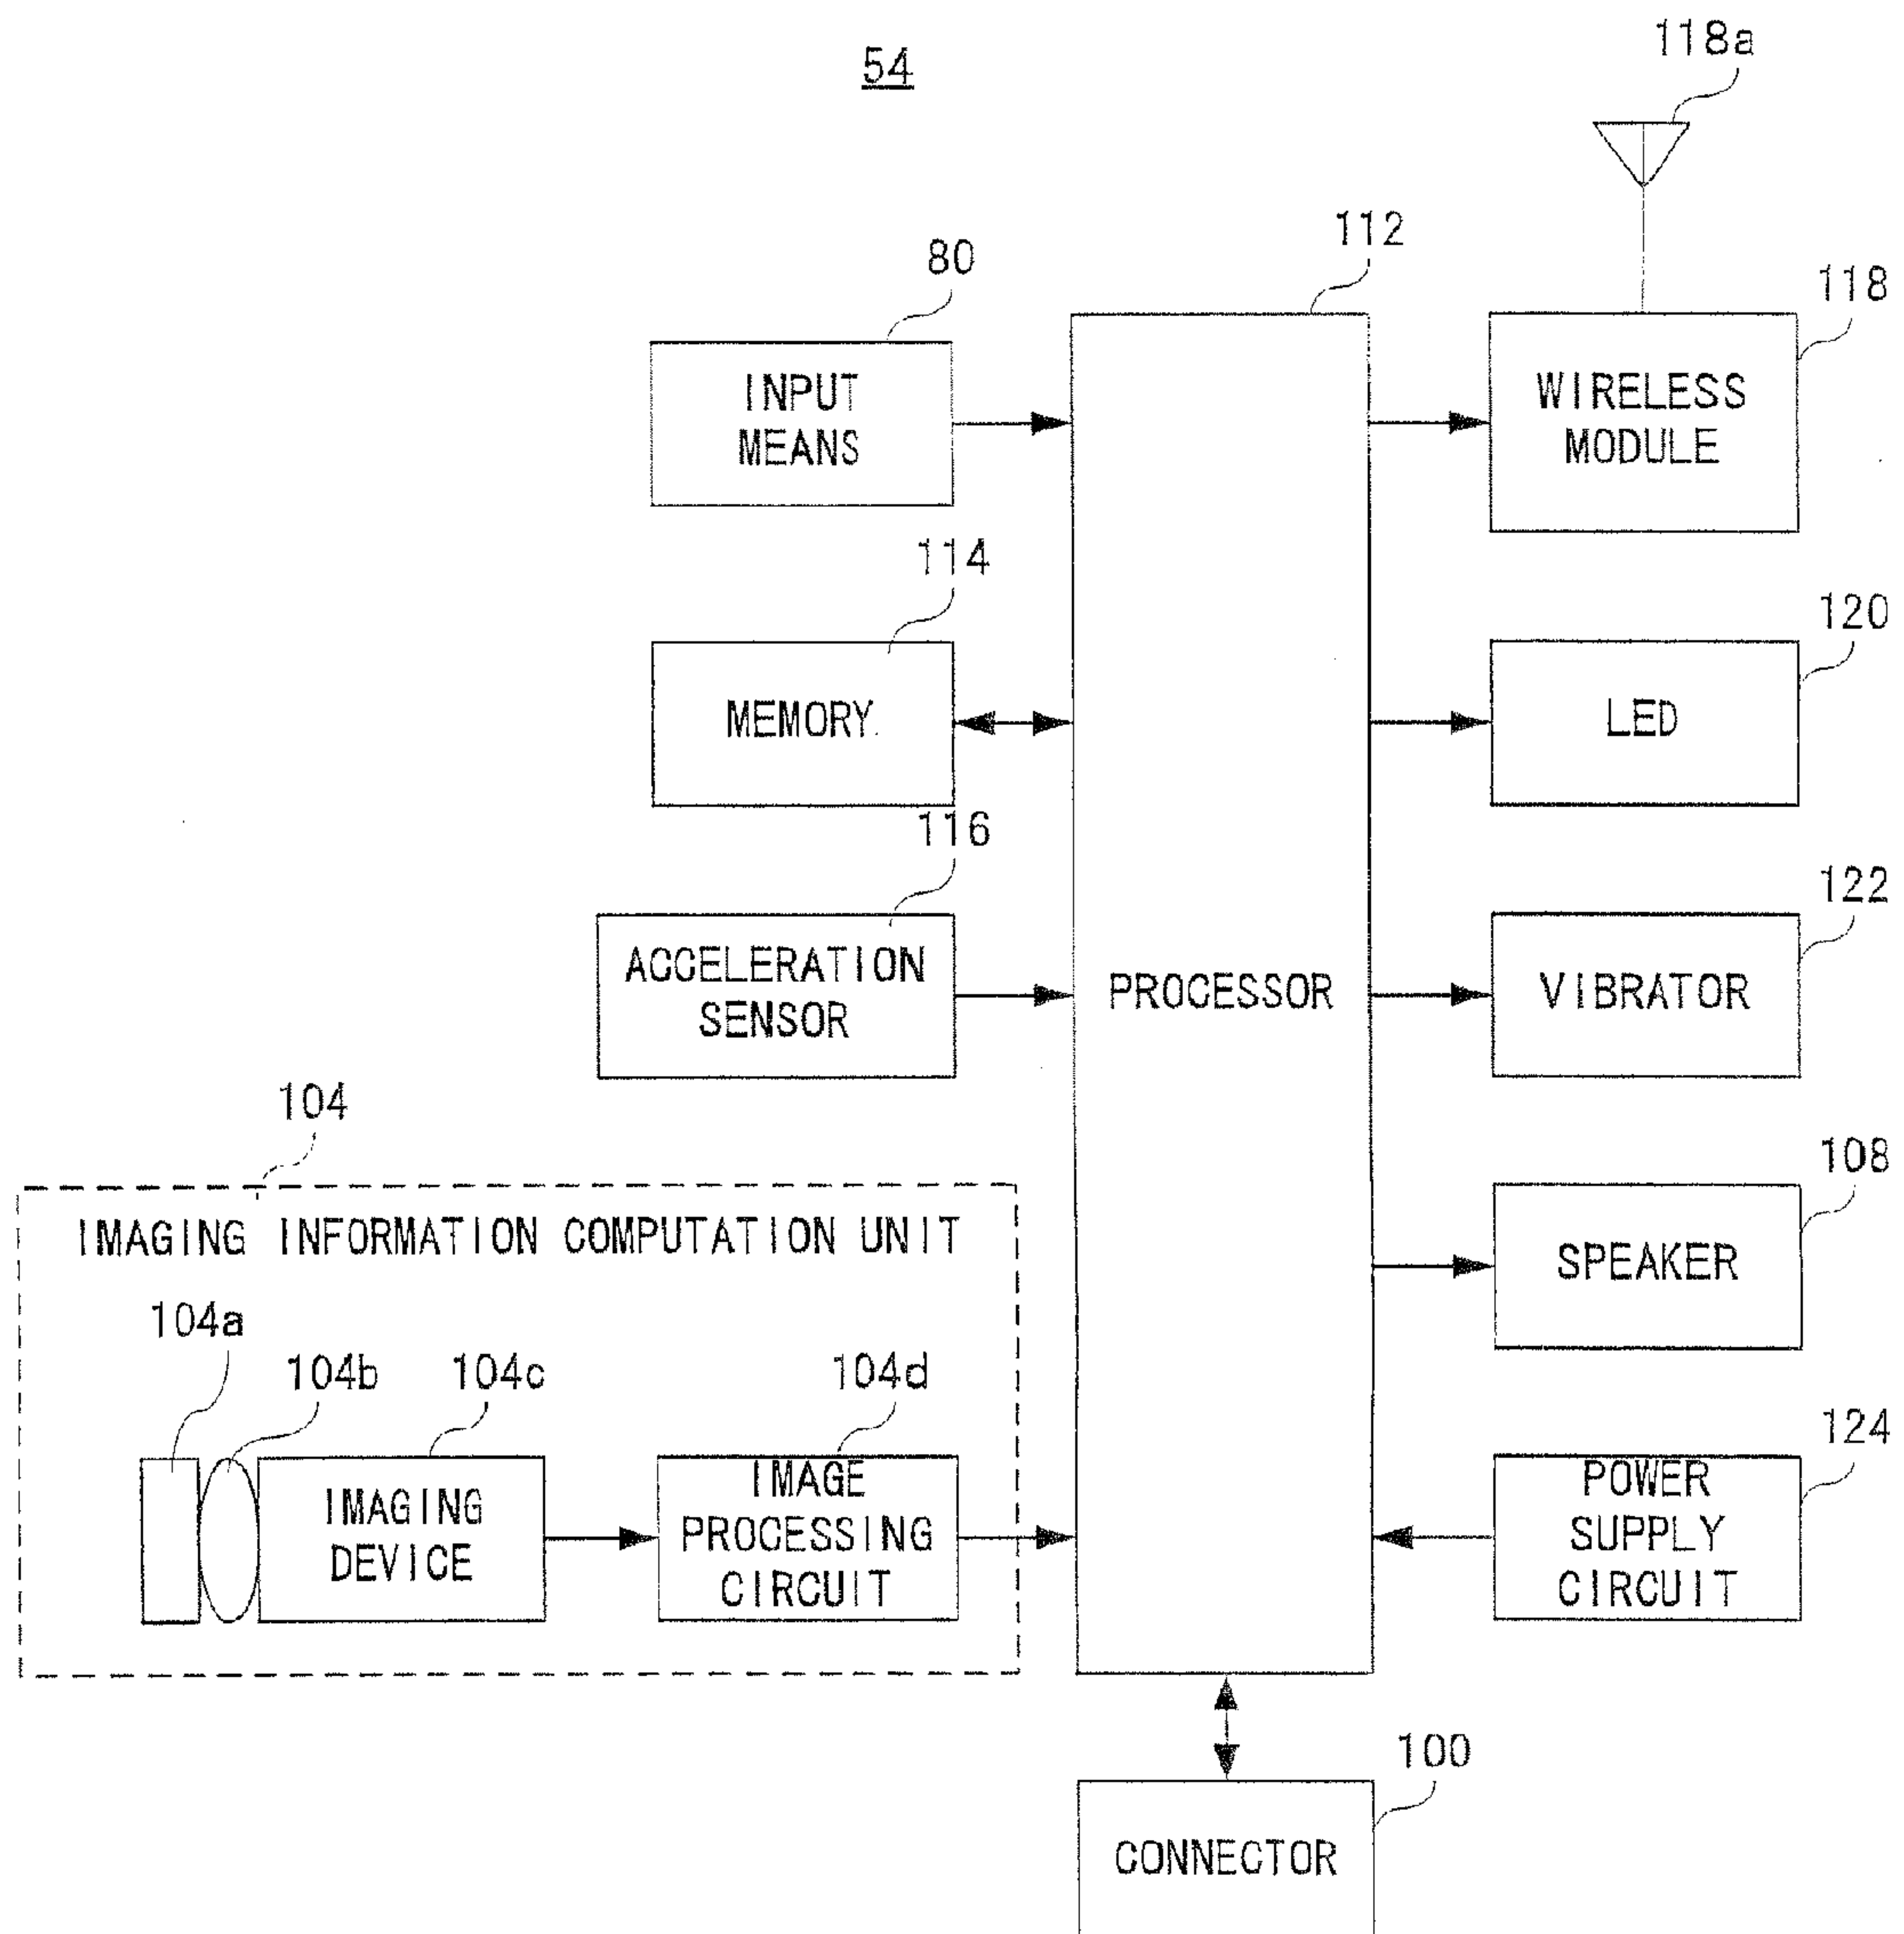 54
118a
112
80
118
INPUT
MEANS
WIRELESS
MODULE
114
120
MEMORY
LED
116
122
ACCELERATION
SENSOR
PROCESSOR
VIBRATOR
104
108
IMAGING INFORMATION COMPUTATION UNIT
SPEAKER
104a
104b
104c
104d
124
IMAGING
DEVICE
IMAGE
PROCESSING
CIRCUIT
POWER
SUPPLY
CIRCUIT
100
CONNECTOR